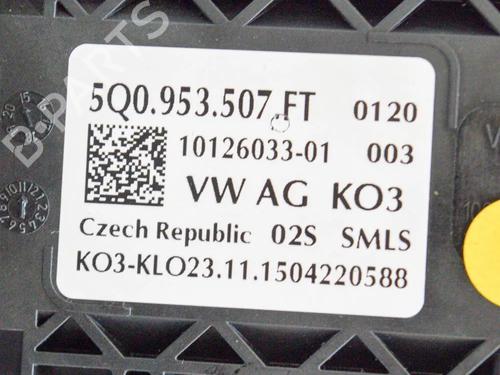 5Q0.953.507.FT 0120
10126033-01 003
VW AG KO3
Czech Republic 02S SMLS
KO3-KLO23.11.1504220588
B-PARTS